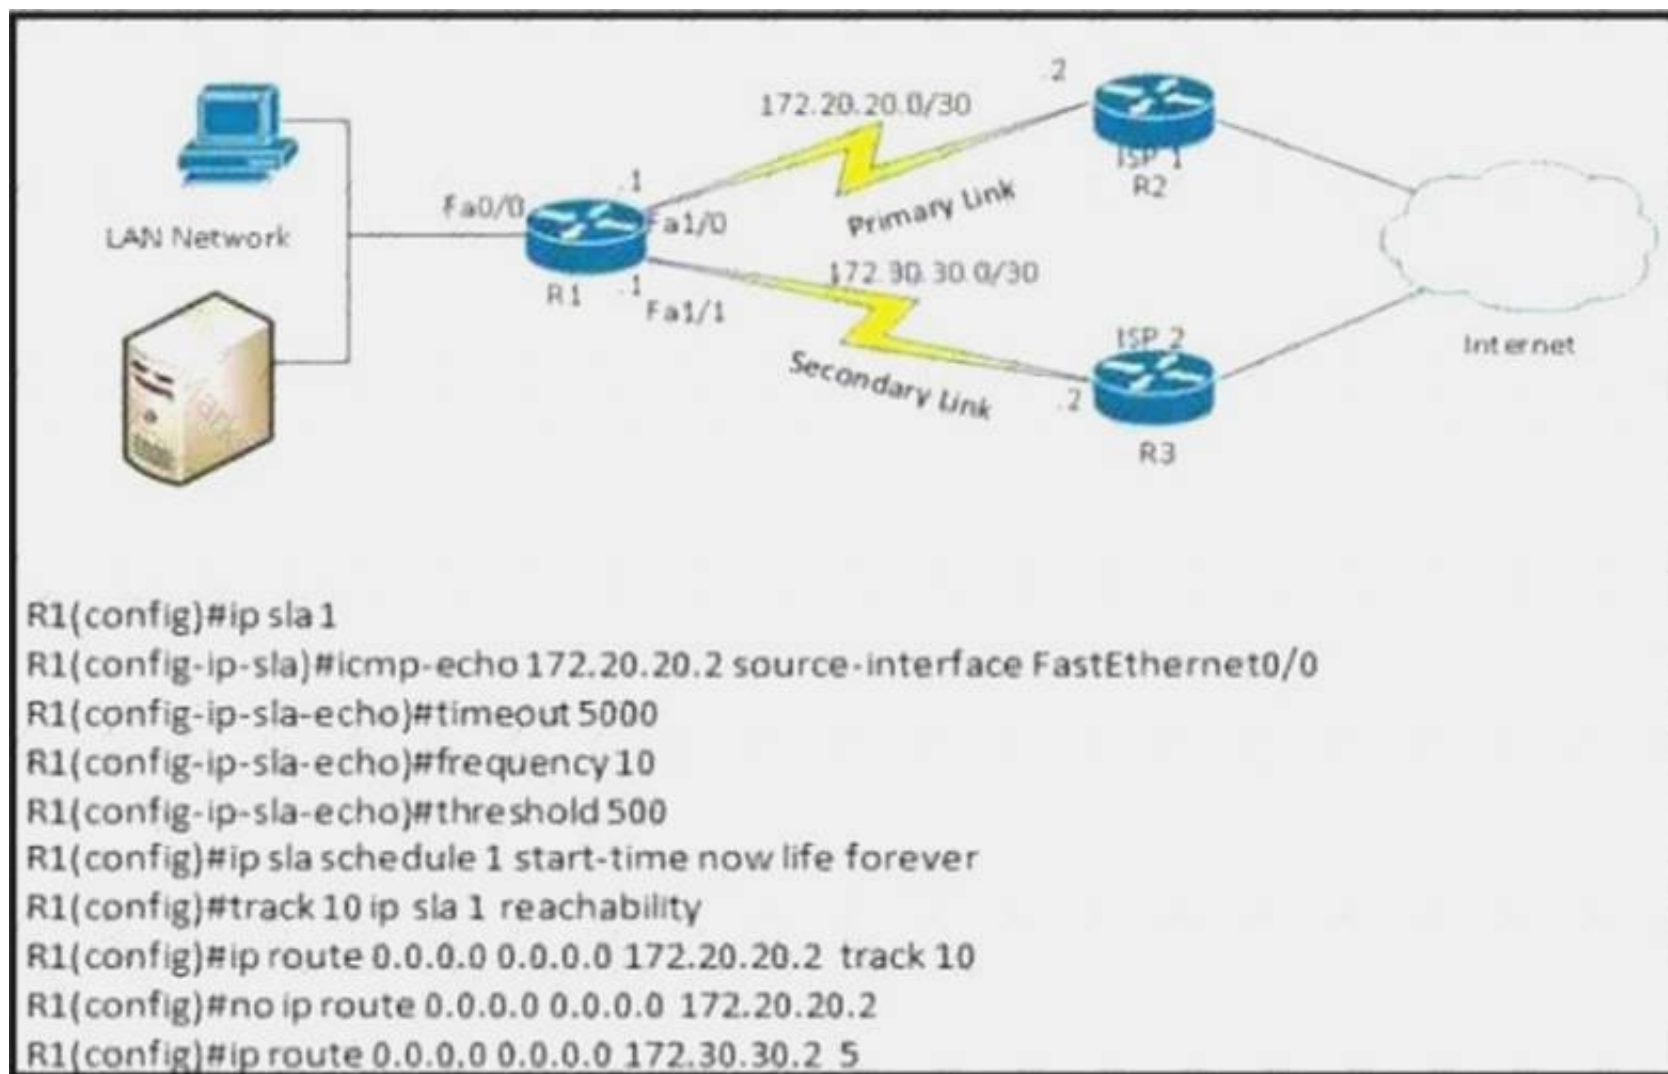 .2
172.20.20.0/30
ISP 1
R2
.1
Fa0/0
Fa1/0
Primary Link
LAN Network
172.30.30.0/30
R1
.1
Fa1/1
ISP 2
Internet
Secondary Link
.2
R3
R1(config)#ip sla 1
R1(config-ip-sla)#icmp-echo 172.20.20.2 source-interface FastEthernet0/0
R1(config-ip-sla-echo)#timeout 5000
R1(config-ip-sla-echo)#frequency 10
R1(config-ip-sla-echo)#threshold 500
R1(config)#ip sla schedule 1 start-time now life forever
R1(config)#track 10 ip sla 1 reachability
R1(config)#ip route 0.0.0.0 0.0.0.0 172.20.20.2 track 10
R1(config)#no ip route 0.0.0.0 0.0.0.0 172.20.20.2
R1(config)#ip route 0.0.0.0 0.0.0.0 172.30.30.2 5